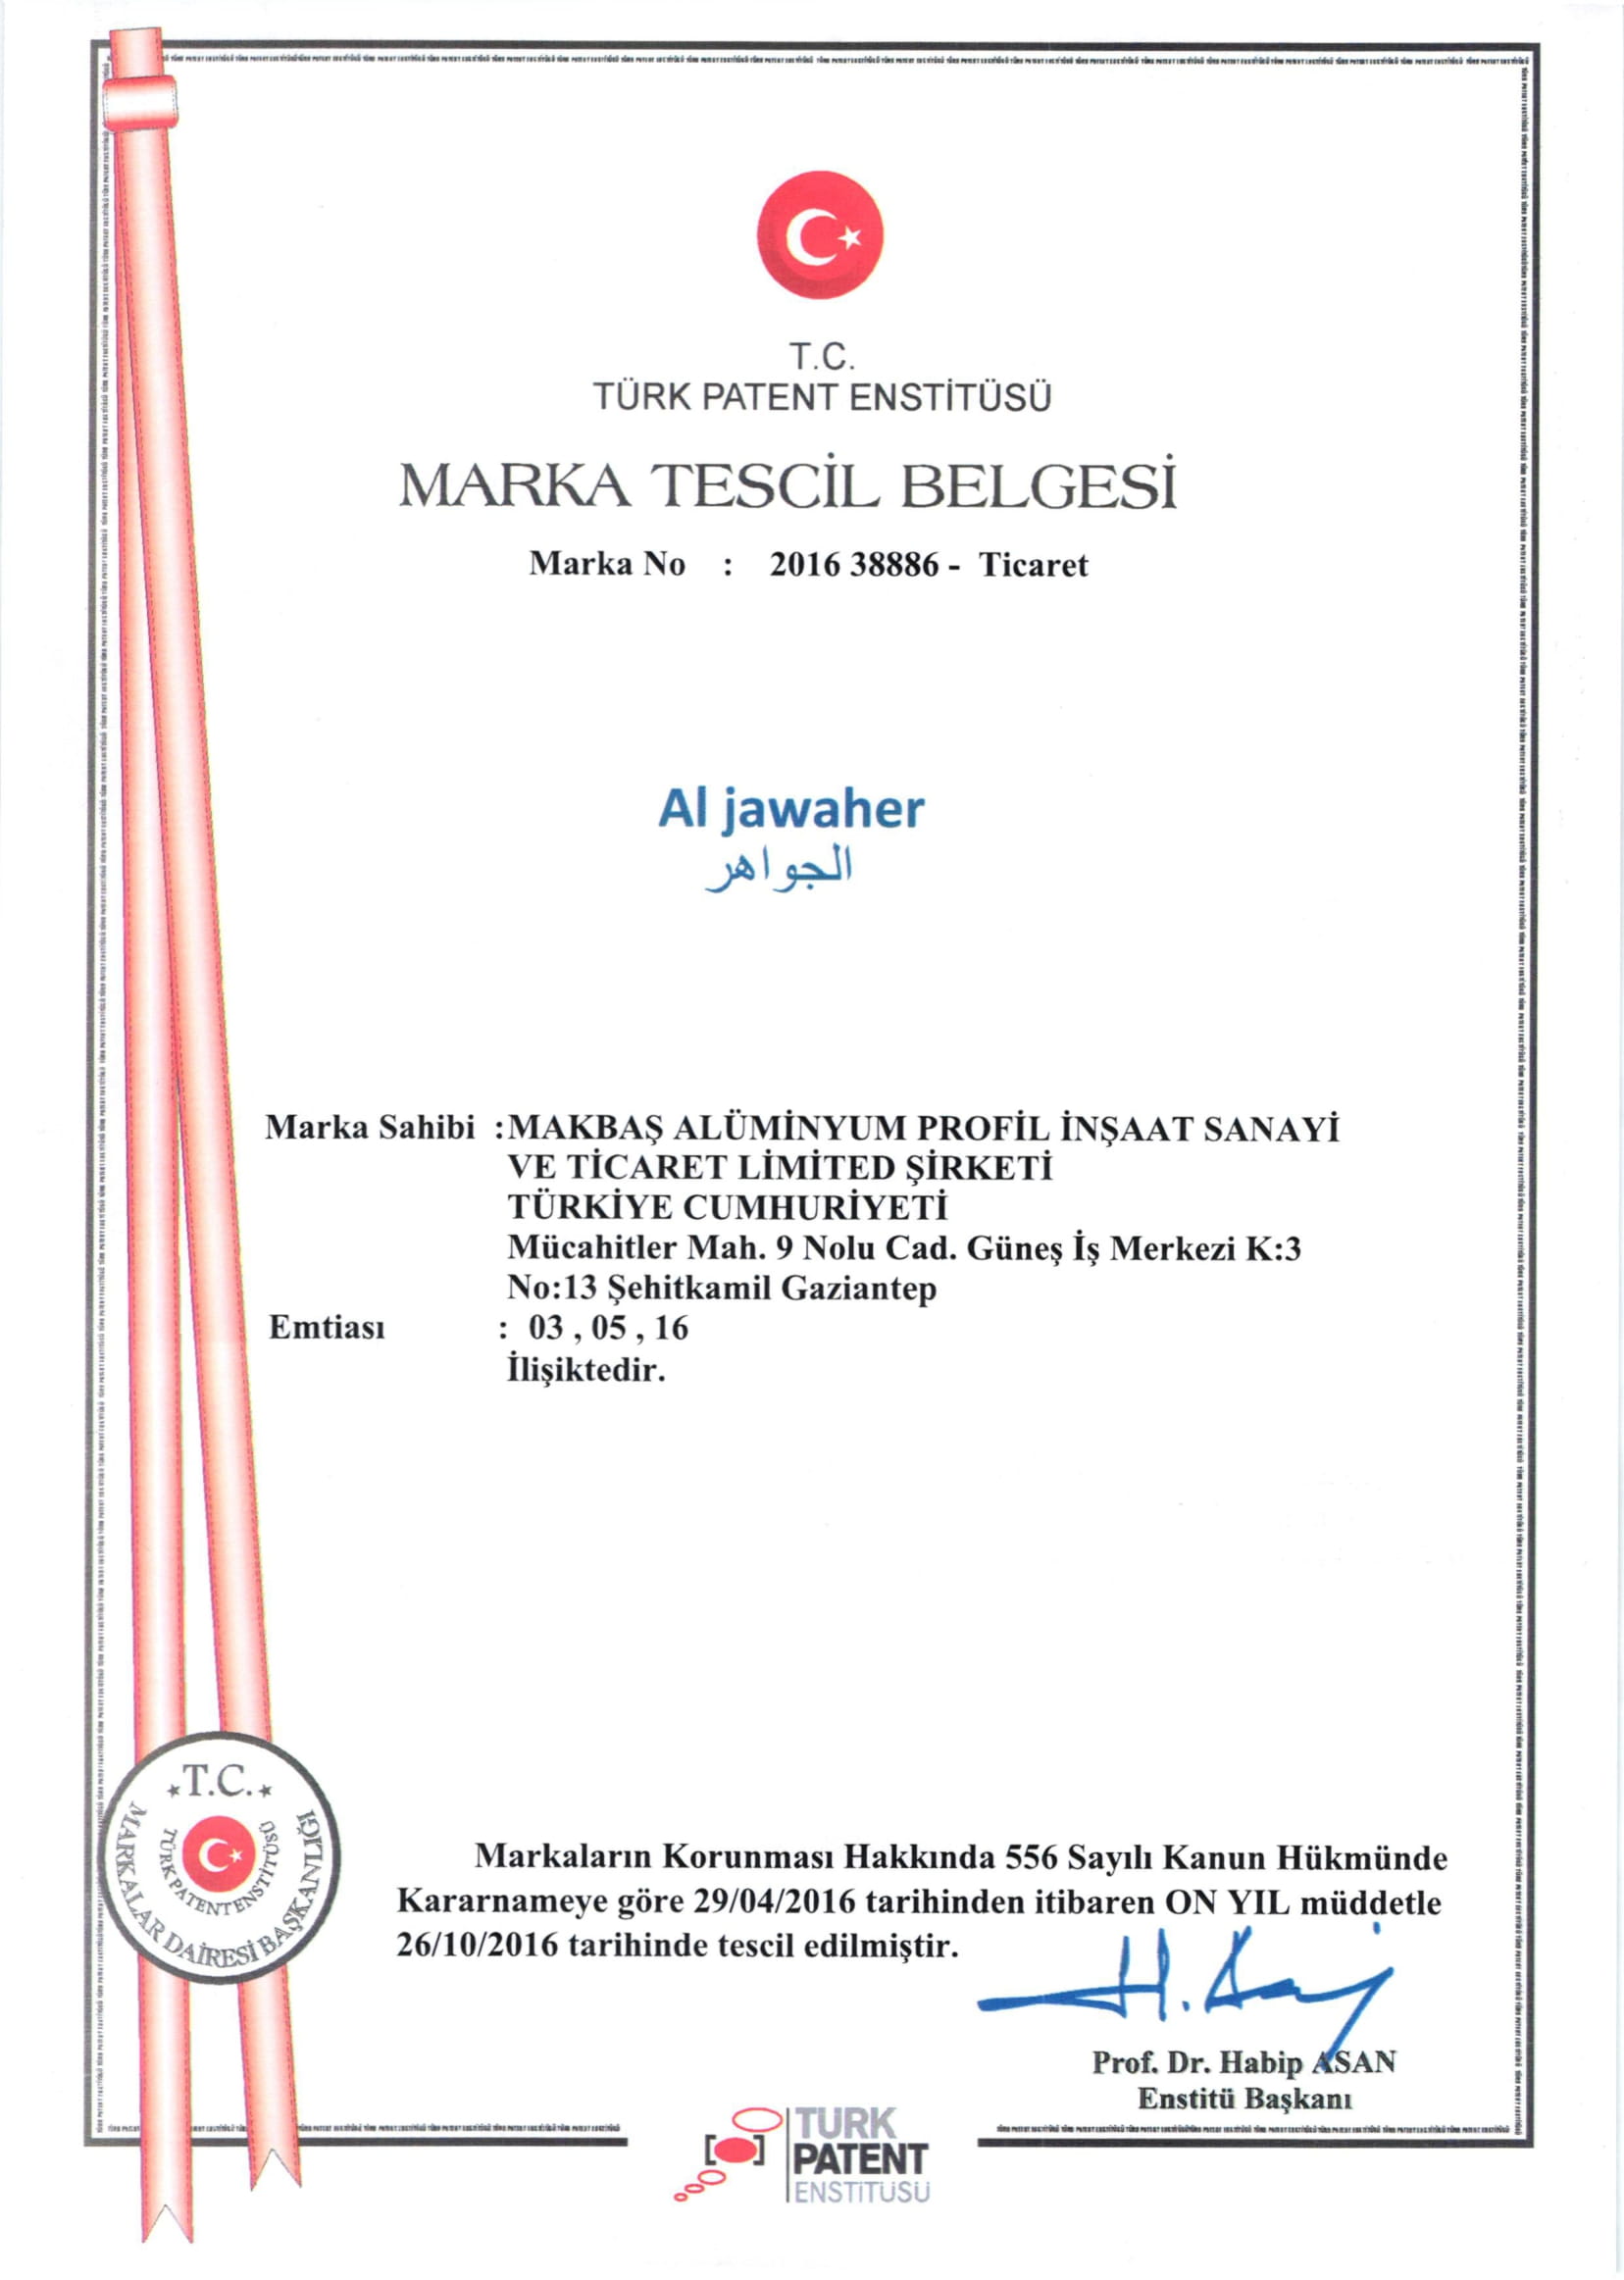 T.C.
TÜRK PATENT ENSTİTÜSÜ
MARKA TESCİL BELGESİ
Marka No : 2016 38886 - Ticaret
Al jawaher
الجواهر
Marka Sahibi :MAKBAŞ ALÜMİNYUM PROFİL İNŞAAT SANAYİ
VE TİCARET LİMİTED ŞİRKETİ
TÜRKİYE CUMHURİYETİ
Mücahitler Mah. 9 Nolu Cad. Güneş İş Merkezi K:3
No:13 Şehitkamil Gaziantep
Emtiası : 03 , 05 , 16
İlişiktedir.
T.C.
TÜRK PATENT ENSTİTÜSÜ
MARKALAR DAİRESİ BAŞKANLIĞI
Markaların Korunması Hakkında 556 Sayılı Kanun Hükmünde
Kararnameye göre 29/04/2016 tarihinden itibaren ON YIL müddetle
26/10/2016 tarihinde tescil edilmiştir.
Prof. Dr. Habip ASAN
Enstitü Başkanı
TURK
PATENT
ENSTİTUSU